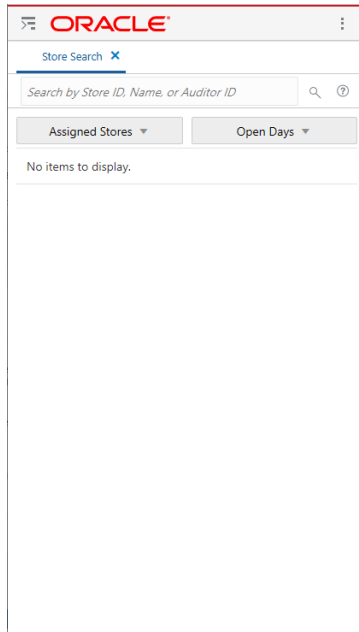 ORACLE
Store Search
Search by Store ID, Name, or Auditor ID
Assigned Stores
Open Days
No items to display.